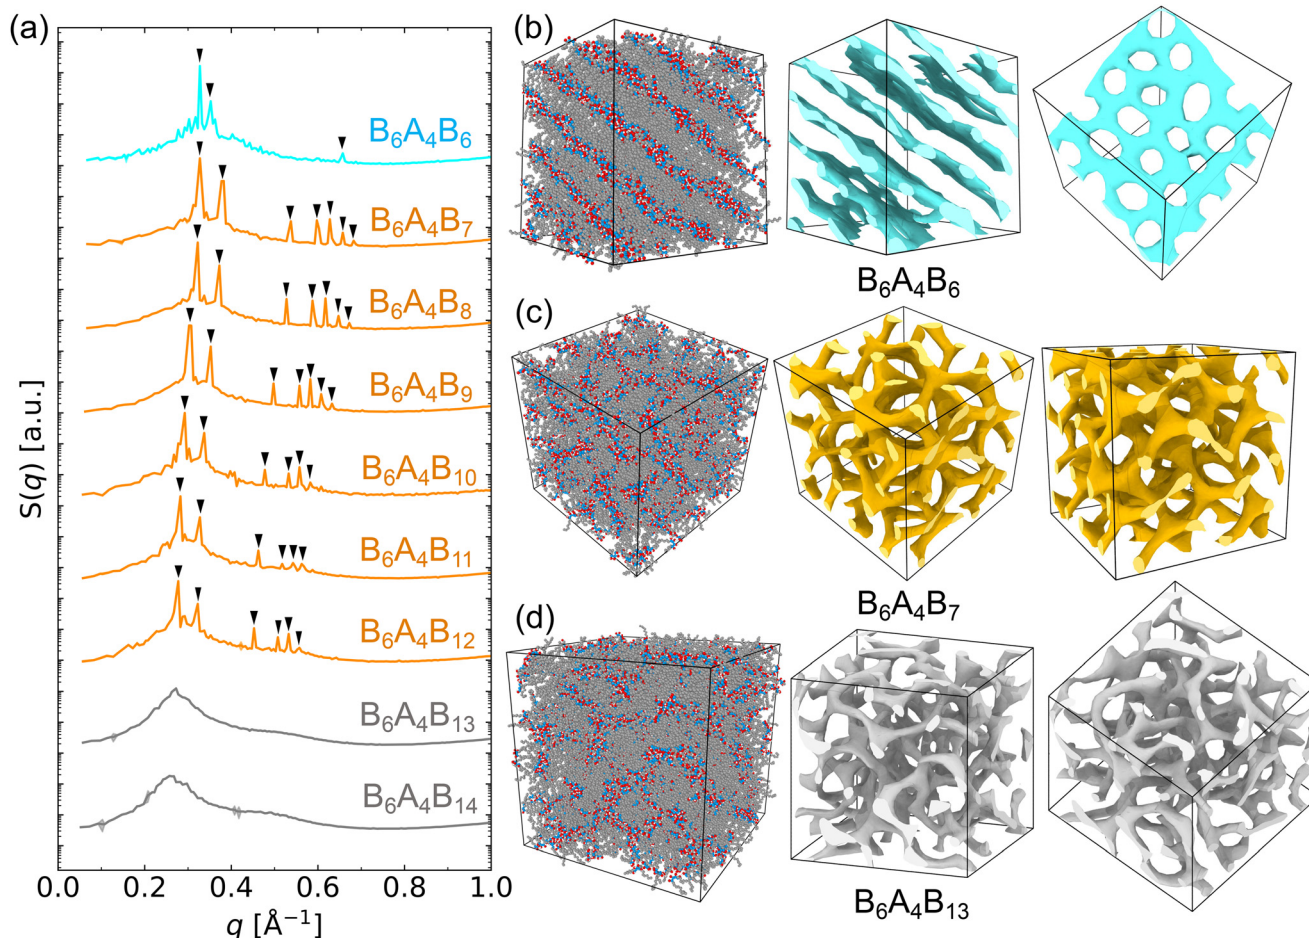 (a)
S(q) [a.u.]
B₆A₄B₆
B₆A₄B₇
B₆A₄B₈
B₆A₄B₉
B₆A₄B₁₀
B₆A₄B₁₁
B₆A₄B₁₂
B₆A₄B₁₃
B₆A₄B₁₄
0.0 0.2 0.4 0.6 0.8 1.0
q [Å⁻¹]
(b)
B₆A₄B₆
(c)
B₆A₄B₇
(d)
B₆A₄B₁₃